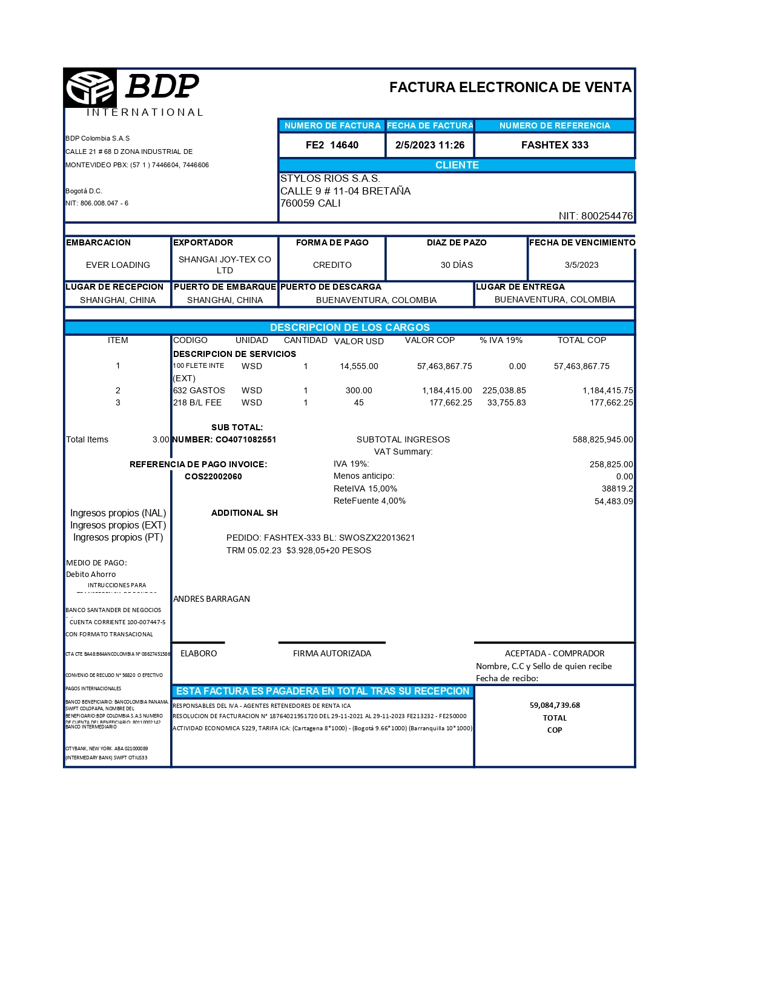 BDP
INTERNATIONAL
FACTURA ELECTRONICA DE VENTA
NUMERO DE FACTURA FECHA DE FACTURA NUMERO DE REFERENCIA
FE2 14640 2/5/2023 11:26 FASHTEX 333
BDP Colombia S.A.S
CALLE 21 # 68 D ZONA INDUSTRIAL DE
MONTEVIDEO PBX: (57 1 ) 7446604, 7446606
Bogotá D.C.
NIT: 806.008.047 - 6
CLIENTE
STYLOS RIOS S.A.S.
CALLE 9 # 11-04 BRETAÑA
760059 CALI
NIT: 800254476
EMBARCACION EXPORTADOR FORMA DE PAGO DIAZ DE PAZO FECHA DE VENCIMIENTO
EVER LOADING SHANGAI JOY-TEX CO LTD CREDITO 30 DÍAS 3/5/2023
LUGAR DE RECEPCION PUERTO DE EMBARQUE PUERTO DE DESCARGA LUGAR DE ENTREGA
SHANGHAI, CHINA SHANGHAI, CHINA BUENAVENTURA, COLOMBIA BUENAVENTURA, COLOMBIA
DESCRIPCION DE LOS CARGOS
ITEM CODIGO UNIDAD CANTIDAD VALOR USD VALOR COP % IVA 19% TOTAL COP
DESCRIPCION DE SERVICIOS
1 100 FLETE INTE WSD 1 14,555.00 57,463,867.75 0.00 57,463,867.75
(EXT)
2 632 GASTOS WSD 1 300.00 1,184,415.00 225,038.85 1,184,415.75
3 218 B/L FEE WSD 1 45 177,662.25 33,755.83 177,662.25
SUB TOTAL:
Total Items 3.00 NUMBER: CO4071082551 SUBTOTAL INGRESOS 588,825,945.00
VAT Summary:
REFERENCIA DE PAGO INVOICE: IVA 19%: 258,825.00
COS22002060 Menos anticipo: 0.00
ReteIVA 15,00% 38819.2
ReteFuente 4,00% 54,483.09
Ingresos propios (NAL) ADDITIONAL SH
Ingresos propios (EXT)
Ingresos propios (PT) PEDIDO: FASHTEX-333 BL: SWOSZX22013621
TRM 05.02.23 $3.928,05+20 PESOS
MEDIO DE PAGO:
Debito Ahorro
INTRUCCIONES PARA
ANDRES BARRAGAN
BANCO SANTANDER DE NEGOCIOS
CUENTA CORRIENTE 100-007447-5
CON FORMATO TRANSACIONAL
CTA CTE BA48:B64ANCOLOMBIA N° 08627451586
ELABORO FIRMA AUTORIZADA ACEPTADA - COMPRADOR
Nombre, C.C y Sello de quien recibe
Fecha de recibo:
CONVENIO DE RECUDO N° 56820 O EFECTIVO
PAGOS INTERNACIONALES
BANCO BENEFICIARIO: BANCOLOMBIA PANAMA.
SWIFT COLOPAPA, NOMBRE DEL
BENEFICIARIO:BDP COLOMBIA S.A.S NUMERO
DE CUENTA DEL BENEFICIARIO: 80110002142
BANCO INTERMEDIARIO
CITYBANK, NEW YORK. ABA 021000089
(INTERMEDARY BANK) SWIFT CITIUS33
ESTA FACTURA ES PAGADERA EN TOTAL TRAS SU RECEPCION
RESPONSABLES DEL IVA - AGENTES RETENEDORES DE RENTA ICA
RESOLUCION DE FACTURACION N° 18764021951720 DEL 29-11-2021 AL 29-11-2023 FE213232 - FE250000
ACTIVIDAD ECONOMICA 5229, TARIFA ICA: (Cartagena 8*1000) - (Bogotá 9.66*1000) (Barranquilla 10*1000)
59,084,739.68
TOTAL
COP